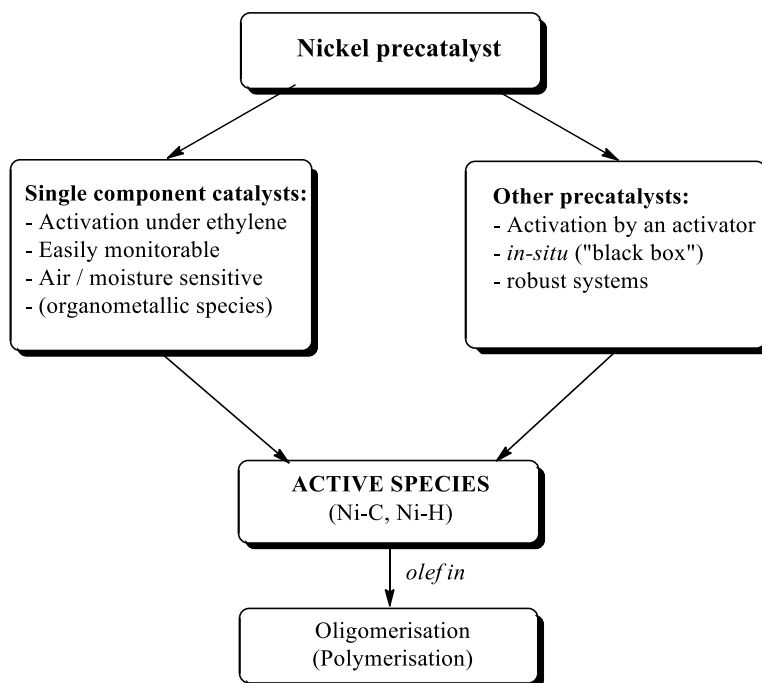 Nickel precatalyst
Single component catalysts:
- Activation under ethylene
- Easily monitorable
- Air / moisture sensitive
- (organometallic species)
Other precatalysts:
- Activation by an activator
- in-situ ("black box")
- robust systems
ACTIVE SPECIES
(Ni-C, Ni-H)
olefin
Oligomerisation
(Polymerisation)